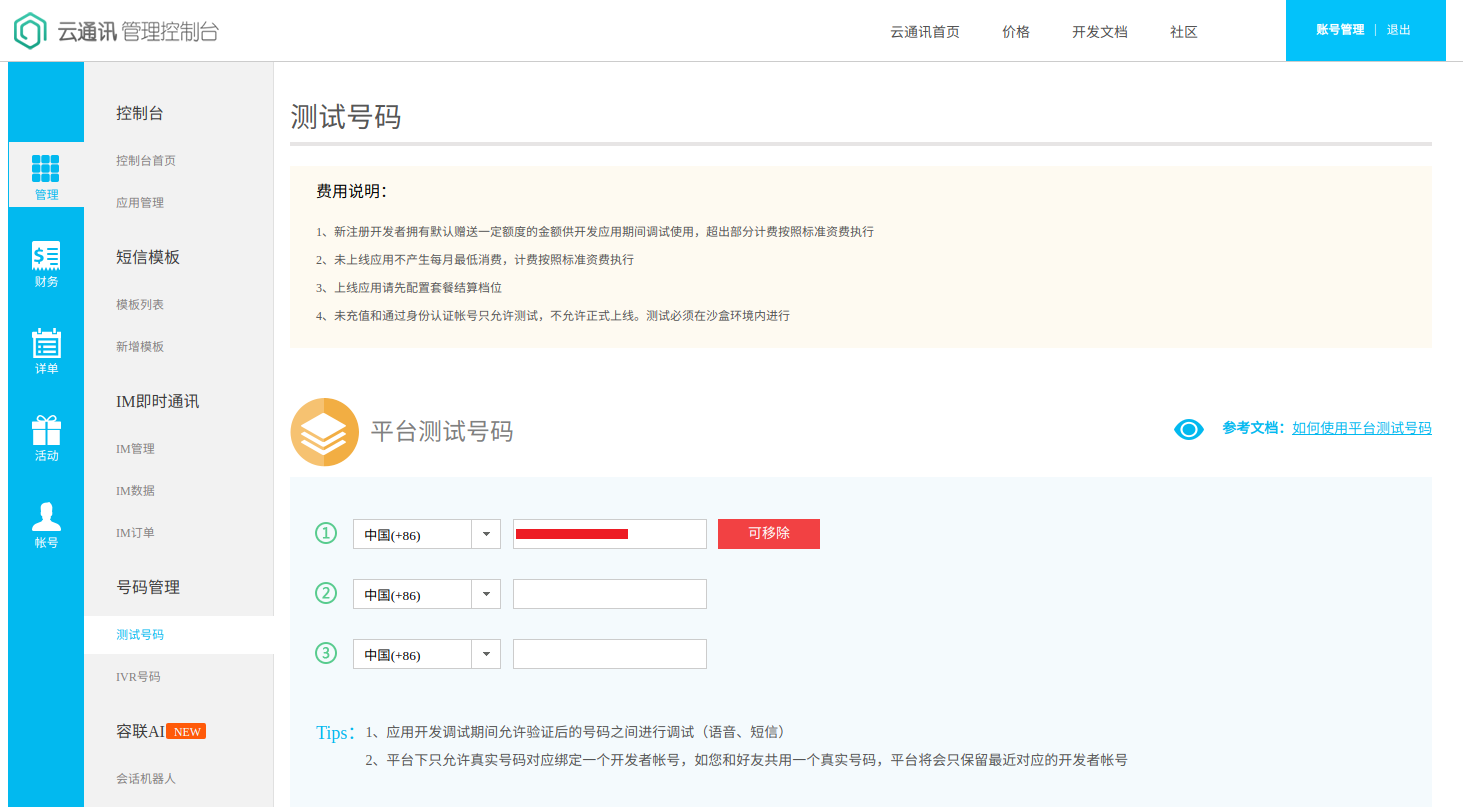 云通讯 管理控制台
云通讯首页 价格 开发文档 社区
账号管理 | 退出
管理
财务
详单
活动
帐号
控制台
控制台首页
应用管理
短信模板
模板列表
新增模板
IM即时通讯
IM管理
IM数据
IM订单
号码管理
测试号码
IVR号码
容联AI NEW
会话机器人
测试号码
费用说明：
1、新注册开发者拥有默认赠送一定额度的金额供开发应用期间调试使用，超出部分计费按照标准资费执行
2、未上线应用不产生每月最低消费，计费按照标准资费执行
3、上线应用请先配置套餐结算档位
4、未充值和通过身份认证帐号只允许测试，不允许正式上线。测试必须在沙盒环境内进行
平台测试号码
参考文档：如何使用平台测试号码
① 中国(+86) 可移除
② 中国(+86)
③ 中国(+86)
Tips：1、应用开发调试期间允许验证后的号码之间进行调试（语音、短信）
2、平台下只允许真实号码对应绑定一个开发者帐号，如您和好友共用一个真实号码，平台将会只保留最近对应的开发者帐号